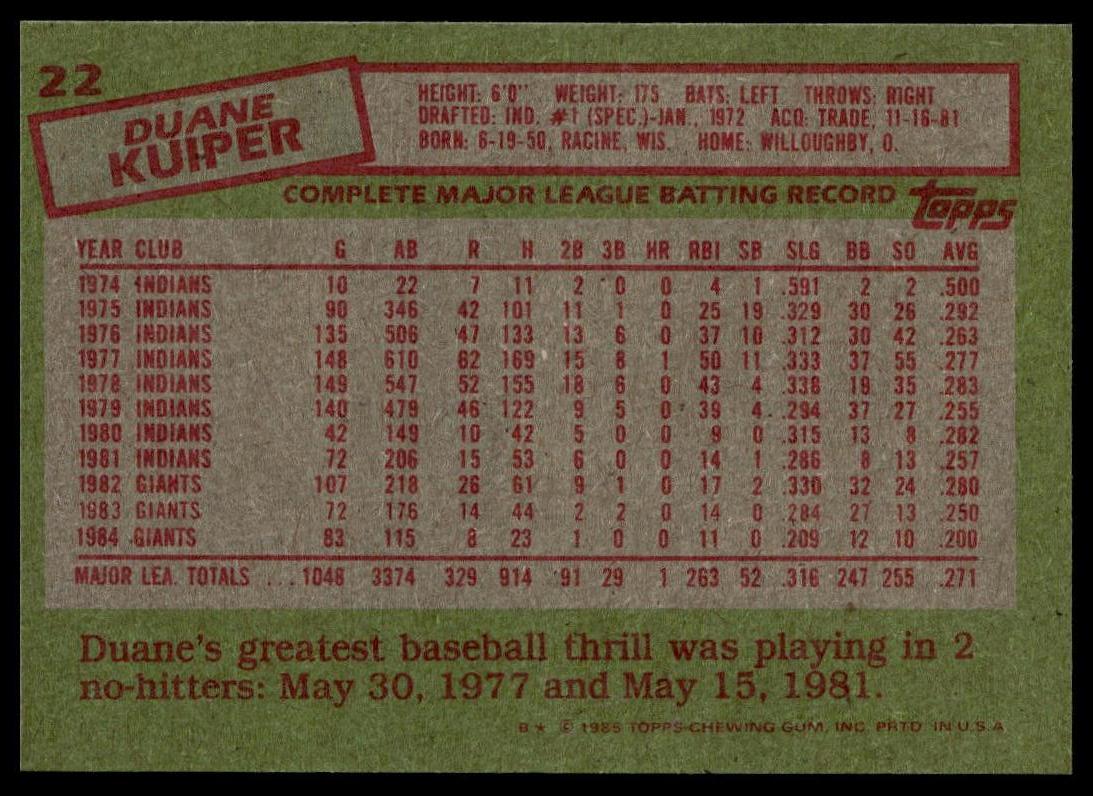 22
DUANE
KUIPER
HEIGHT: 6'0" WEIGHT: 175 BATS: LEFT THROWS: RIGHT
DRAFTED: IND. #1 (SPEC.)-JAN., 1972 ACQ: TRADE, 11-16-81
BORN: 6-19-50, RACINE, WIS. HOME: WILLOUGHBY, O.
COMPLETE MAJOR LEAGUE BATTING RECORD topps
YEAR CLUB G AB R H 2B 3B HR RBI SB SLG BB SO AVG
1974 INDIANS 10 22 7 11 2 0 0 4 1 .591 2 2 .500
1975 INDIANS 90 346 42 101 11 1 0 25 19 .329 30 26 .292
1976 INDIANS 135 506 47 133 13 6 0 37 10 .312 30 42 .263
1977 INDIANS 148 610 62 169 15 8 1 50 11 .333 37 55 .277
1978 INDIANS 149 547 52 155 18 6 0 43 4 .338 19 35 .283
1979 INDIANS 140 479 46 122 9 5 0 39 4 .294 37 27 .255
1980 INDIANS 42 149 10 42 5 0 0 9 0 .315 13 8 .282
1981 INDIANS 72 206 15 53 6 0 0 14 1 .286 8 13 .257
1982 GIANTS 107 218 26 61 9 1 0 17 2 .330 32 24 .280
1983 GIANTS 72 176 14 44 2 2 0 14 0 .284 27 13 .250
1984 GIANTS 83 115 8 23 1 0 0 11 0 .209 12 10 .200
MAJOR LEA. TOTALS ... 1048 3374 329 914 91 29 1 263 52 .316 247 255 .271
Duane's greatest baseball thrill was playing in 2
no-hitters: May 30, 1977 and May 15, 1981.
B★ © 1985 TOPPS CHEWING GUM, INC. PRTD. IN U.S.A.